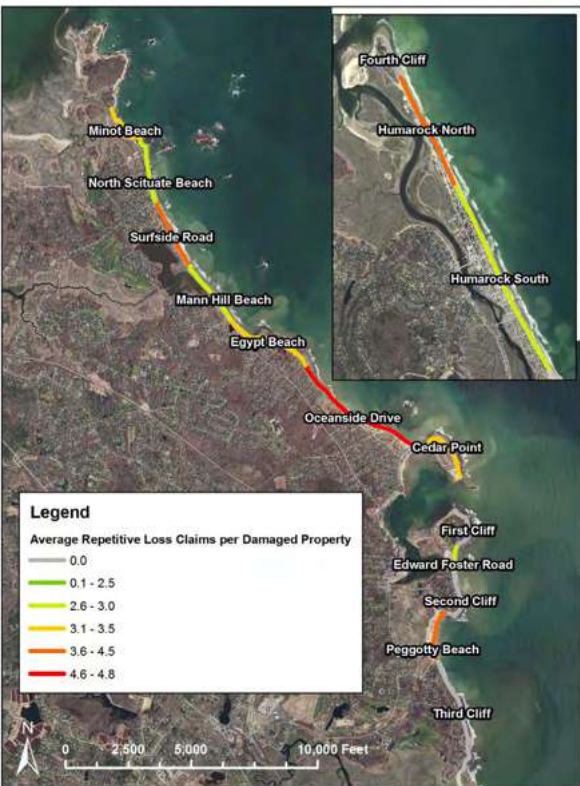 Fourth Cliff
Humarock North
Humarock South
Minot Beach
North Scituate Beach
Surfside Road
Mann Hill Beach
Egypt Beach
Oceanside Drive
Cedar Point
First Cliff
Edward Foster Road
Second Cliff
Peggotty Beach
Third Cliff
Legend
Average Repetitive Loss Claims per Damaged Property
0.0
0.1 - 2.5
2.6 - 3.0
3.1 - 3.5
3.6 - 4.5
4.6 - 4.8
N
0 2,500 5,000 10,000 Feet